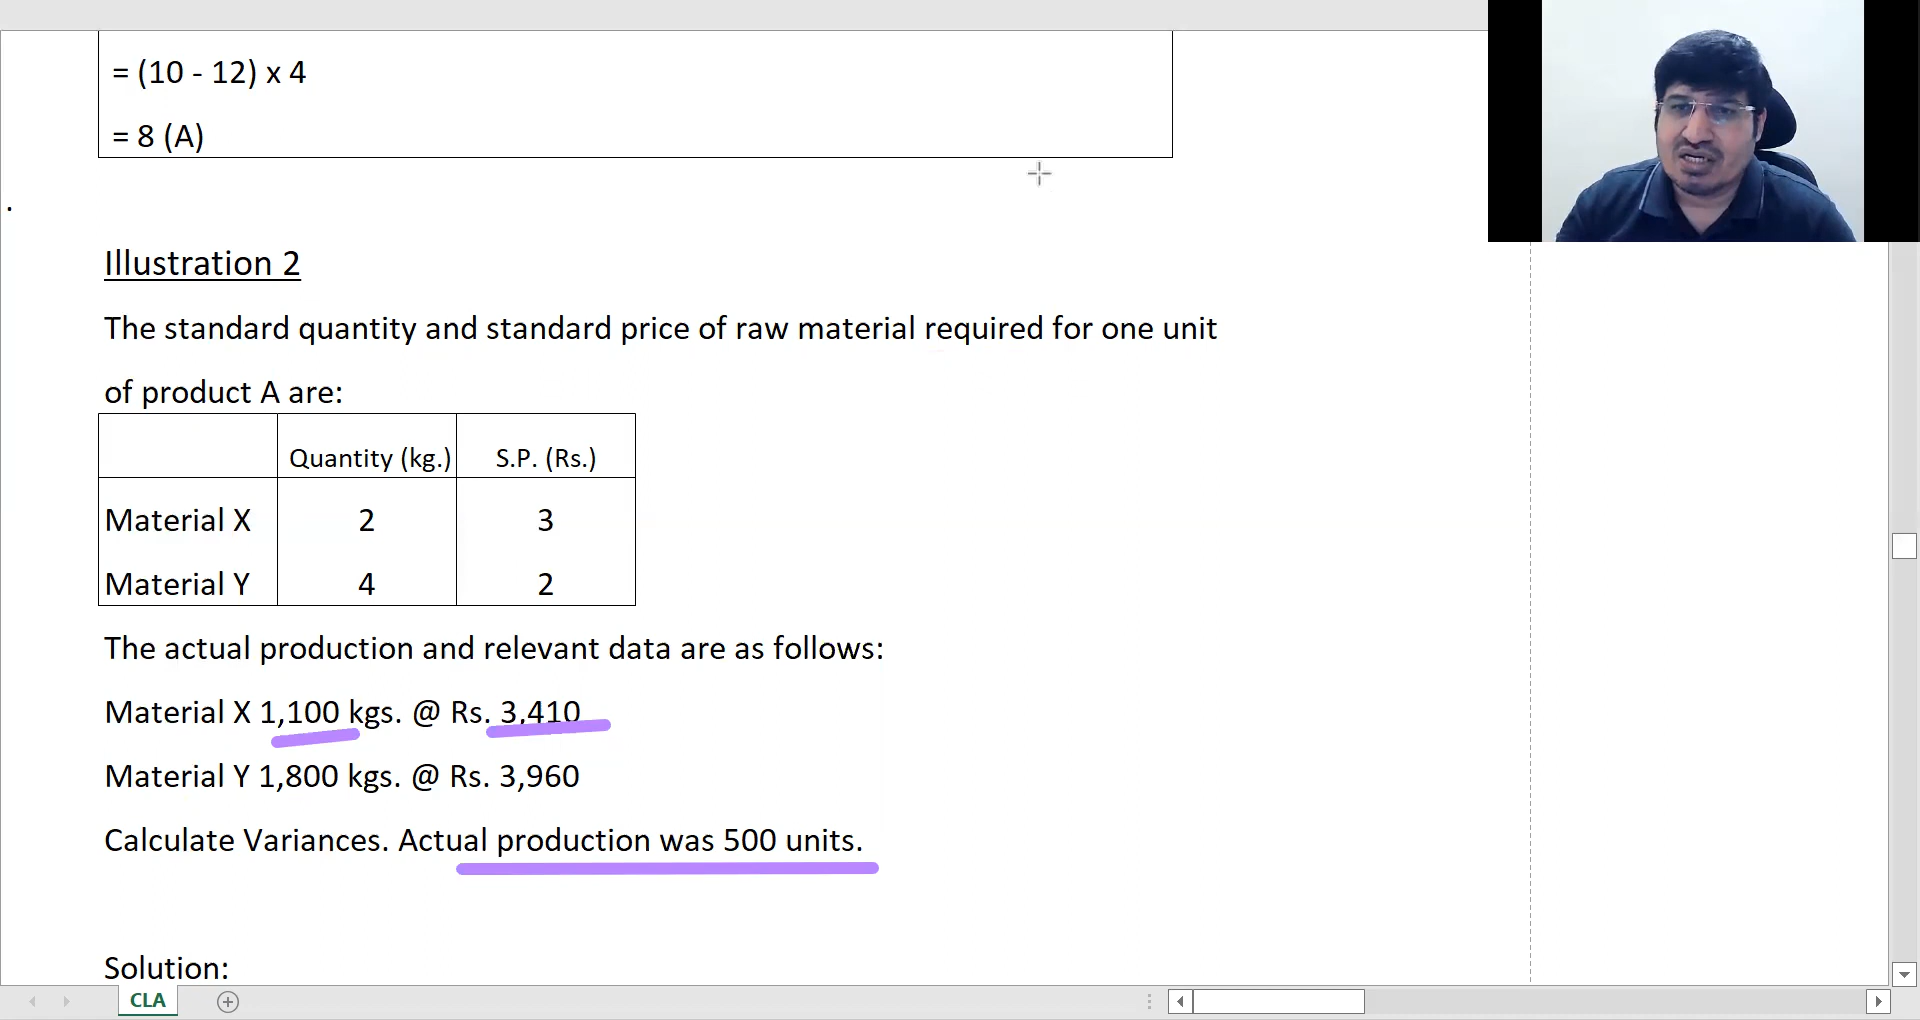 = (10 - 12) x 4
= 8 (A)
.
Illustration 2
The standard quantity and standard price of raw material required for one unit
of product A are:
Quantity (kg.) S.P. (Rs.)
Material X 2 3
Material Y 4 2
The actual production and relevant data are as follows:
Material X 1,100 kgs. @ Rs. 3,410
Material Y 1,800 kgs. @ Rs. 3,960
Calculate Variances. Actual production was 500 units.
Solution:
CLA